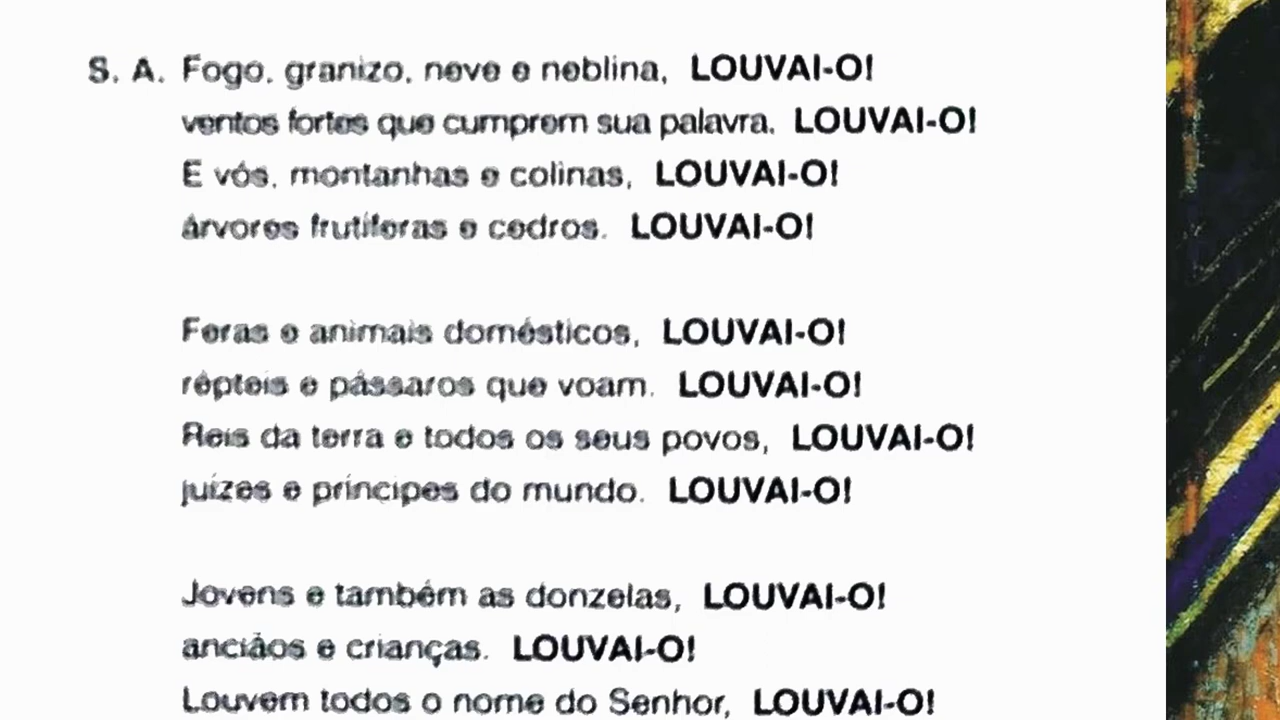 S. A. Fogo, granizo, neve e neblina, LOUVAI-O!
ventos fortes que cumprem sua palavra. LOUVAI-O!
E vós, montanhas e colinas, LOUVAI-O!
árvores frutíferas e cedros. LOUVAI-O!
Feras e animais domésticos, LOUVAI-O!
répteis e pássaros que voam. LOUVAI-O!
Reis da terra e todos os seus povos, LOUVAI-O!
juízes e príncipes do mundo. LOUVAI-O!
Jovens e também as donzelas, LOUVAI-O!
anciãos e crianças. LOUVAI-O!
Louvem todos o nome do Senhor, LOUVAI-O!